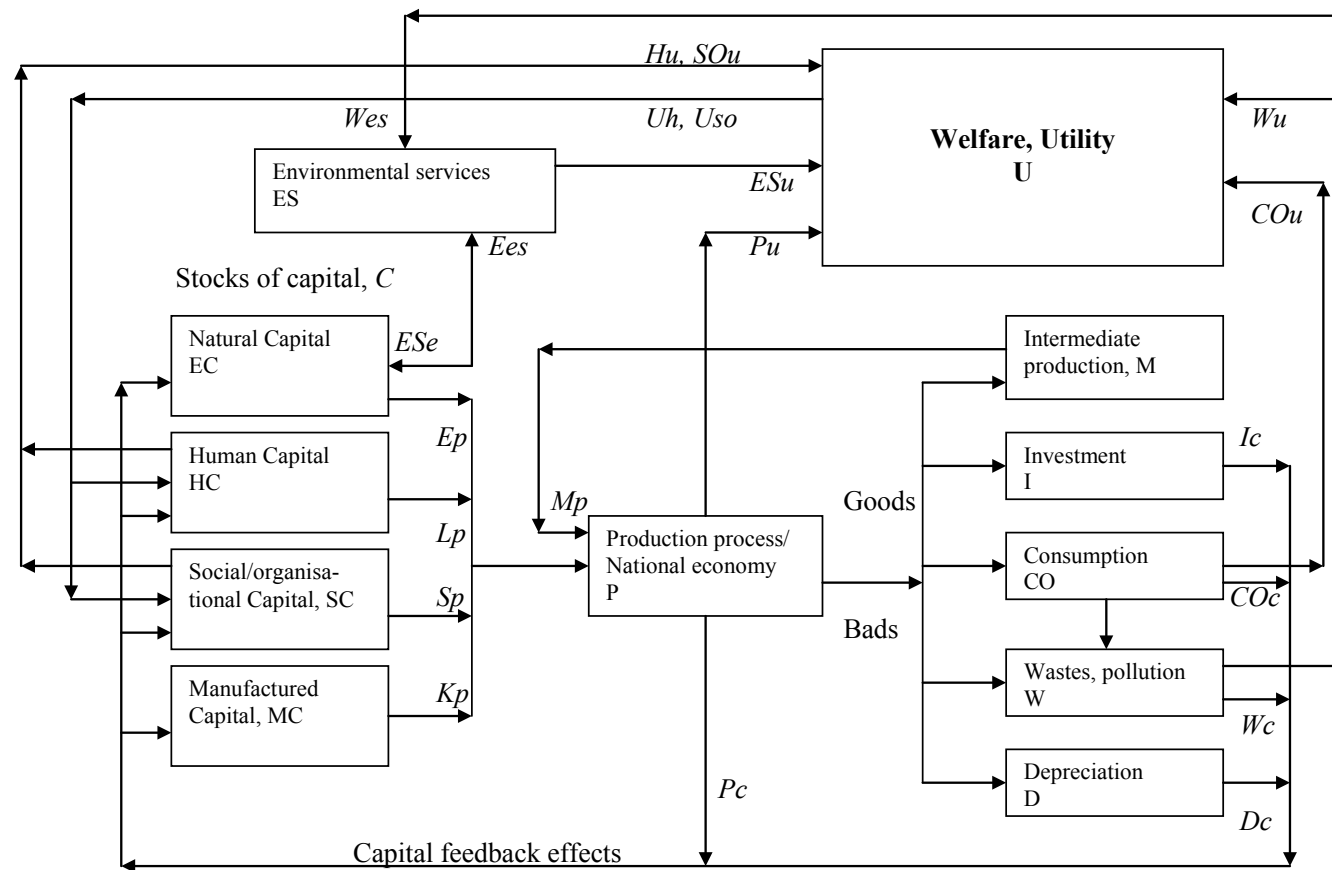 Hu, SOu
Wes
Uh, Uso
Wu
Welfare, Utility
U
Environmental services
ES
ESu
COu
Ees
Pu
Stocks of capital, C
Natural Capital
EC
ESe
Intermediate
production, M
Ep
Human Capital
HC
Investment
I
Ic
Lp
Mp
Goods
Production process/
National economy
P
Consumption
CO
COc
Social/organisa-
tional Capital, SC
Sp
Bads
Wastes, pollution
W
Wc
Manufactured
Capital, MC
Kp
Depreciation
D
Dc
Pc
Capital feedback effects